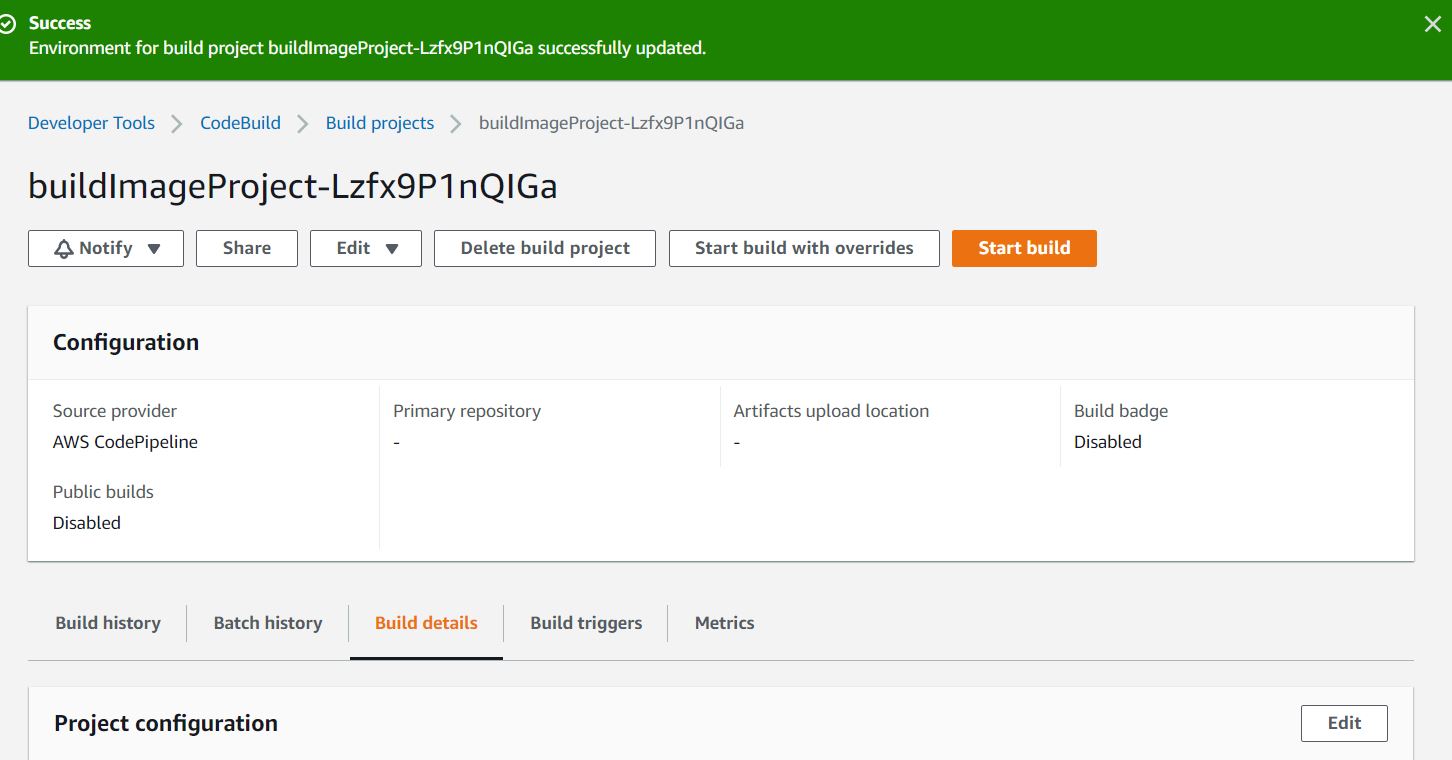 Success
Environment for build project buildImageProject-Lzfx9P1nQIGa successfully updated.
Developer Tools > CodeBuild > Build projects > buildImageProject-Lzfx9P1nQIGa
buildImageProject-Lzfx9P1nQIGa
Notify Share Edit Delete build project Start build with overrides Start build
Configuration
Source provider Primary repository Artifacts upload location Build badge
AWS CodePipeline - - Disabled
Public builds
Disabled
Build history Batch history Build details Build triggers Metrics
Project configuration Edit